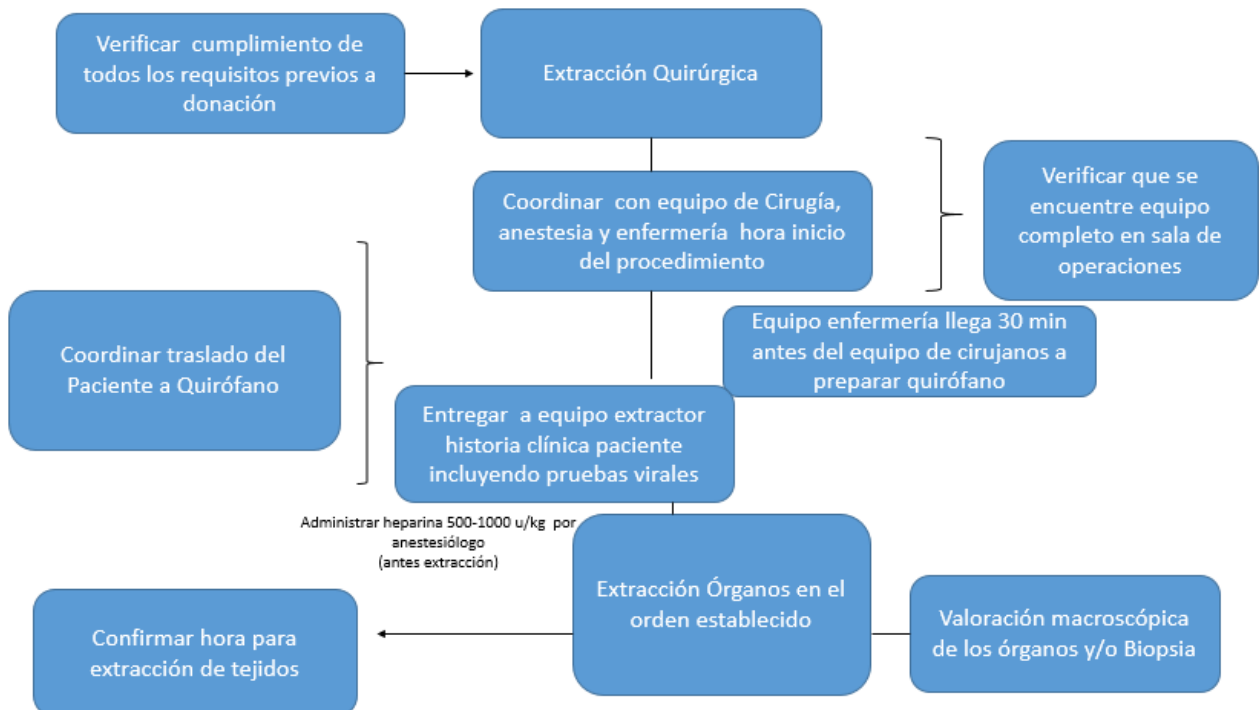 Verificar cumplimiento de
todos los requisitos previos a
donación
Extracción Quirúrgica
Coordinar con equipo de Cirugía,
anestesia y enfermería hora inicio
del procedimiento
Verificar que se
encuentre equipo
completo en sala de
operaciones
Equipo enfermería llega 30 min
antes del equipo de cirujanos a
preparar quirófano
Coordinar traslado del
Paciente a Quirófano
Entregar a equipo extractor
historia clínica paciente
incluyendo pruebas virales
Administrar heparina 500-1000 u/kg por
anestesiólogo
(antes extracción)
Extracción Órganos en el
orden establecido
Valoración macroscópica
de los órganos y/o Biopsia
Confirmar hora para
extracción de tejidos